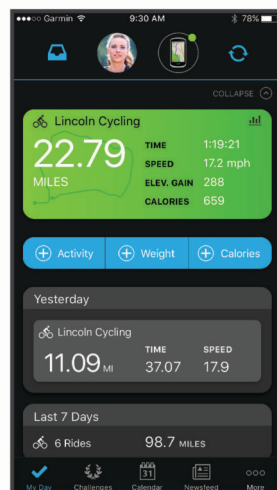 ●●●○○ Garmin 9:30 AM 78%
COLLAPSE
Lincoln Cycling
22.79
MILES
TIME 1:19:21
SPEED 17.2 mph
ELEV. GAIN 288
CALORIES 659
Activity Weight Calories
Yesterday
Lincoln Cycling
11.09 MI
TIME SPEED
37.07 17.9
Last 7 Days
6 Rides 98.7 MILES
31
My Day Challenges Calendar Newsfeed More